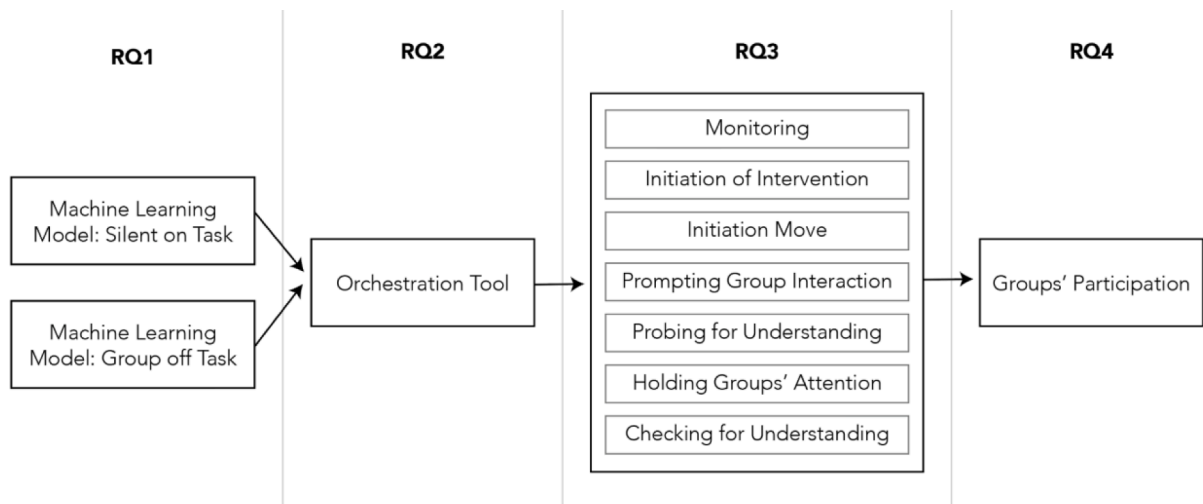 RQ1
RQ2
RQ3
RQ4
Machine Learning
Model: Silent on Task
Machine Learning
Model: Group off Task
Orchestration Tool
Monitoring
Initiation of Intervention
Initiation Move
Prompting Group Interaction
Probing for Understanding
Holding Groups’ Attention
Checking for Understanding
Groups’ Participation